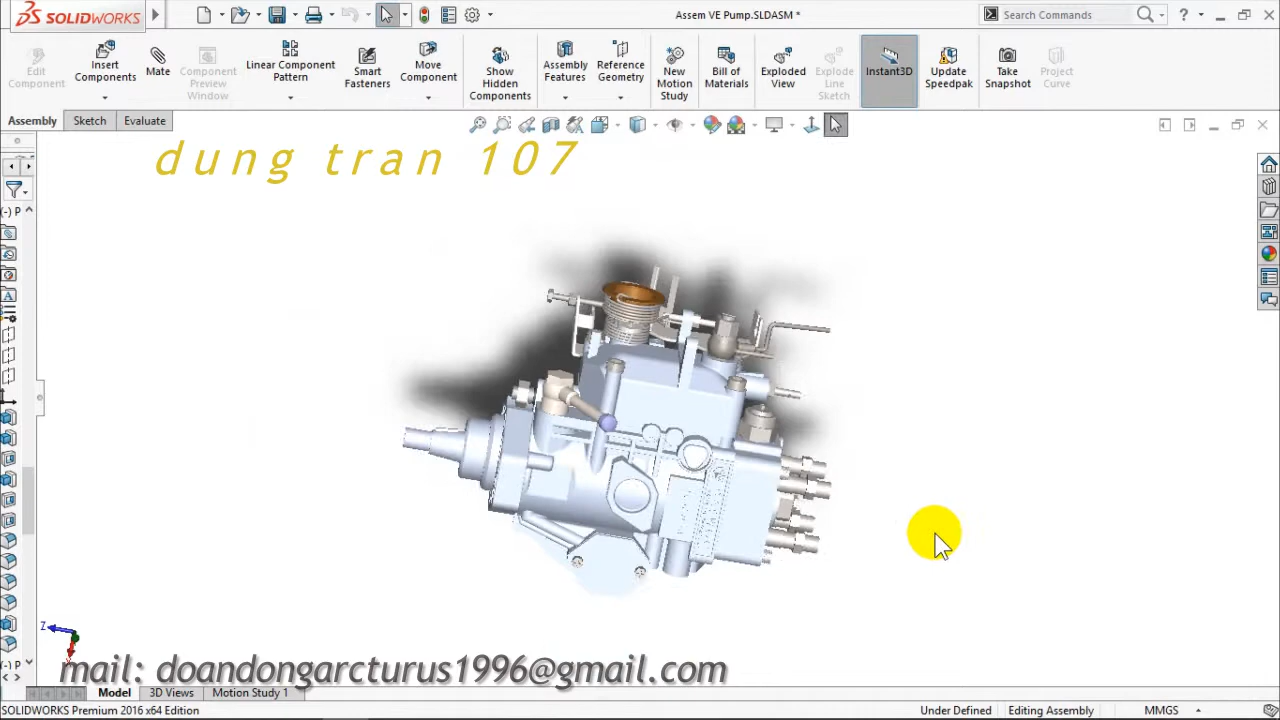 SOLIDWORKS
Assem VE Pump.SLDASM *
Search Commands
?
Edit Component
Insert Components
Mate
Component Preview Window
Linear Component Pattern
Smart Fasteners
Move Component
Show Hidden Components
Assembly Features
Reference Geometry
New Motion Study
Bill of Materials
Exploded View
Explode Line Sketch
Instant3D
Update Speedpak
Take Snapshot
Project Curve
Assembly
Sketch
Evaluate
dung tran 107
(-) P
A
Z
(-) P
mail: doandongarcturus1996@gmail.com
Model
3D Views
Motion Study 1
SOLIDWORKS Premium 2016 x64 Edition
Under Defined
Editing Assembly
MMGS